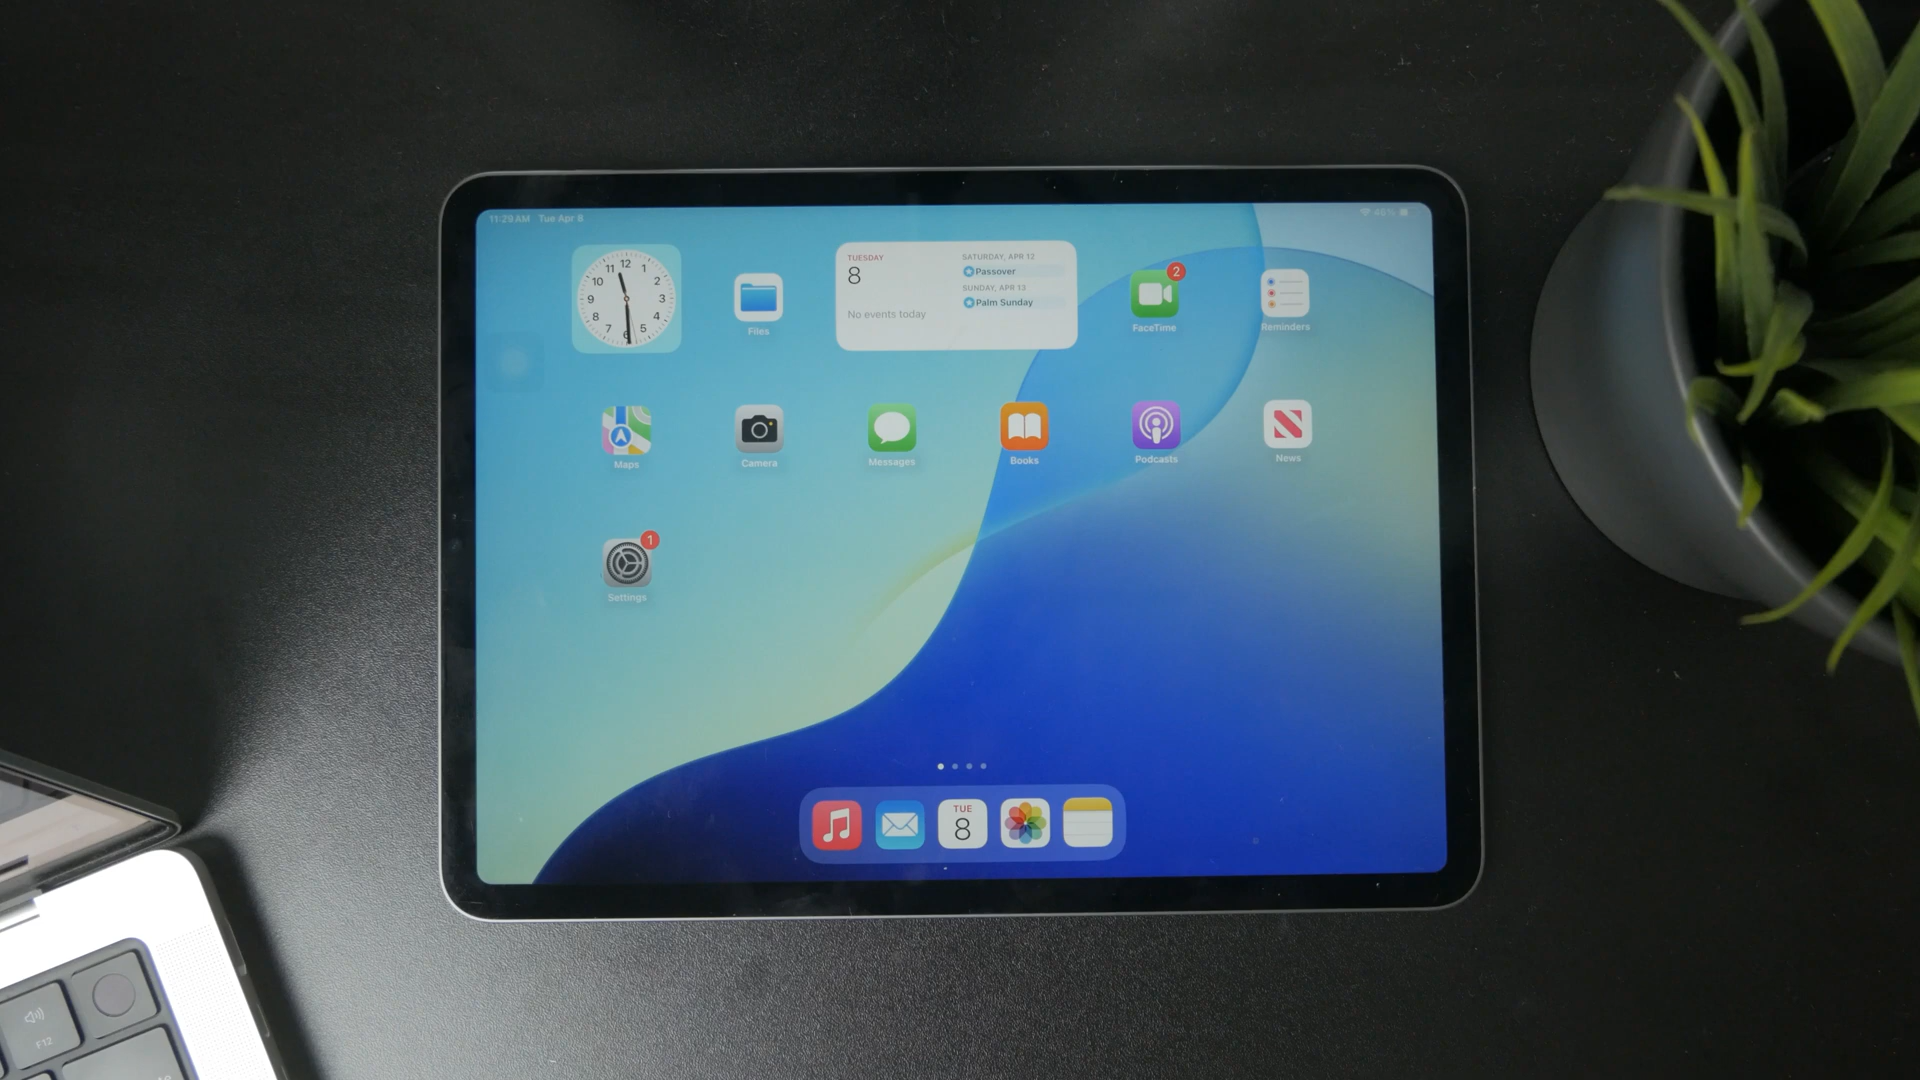 11:29 AM Tue Apr 8
46%
12
11 1
10 2
9 3
8 4
7 5
6
Files
TUESDAY
8
No events today
SATURDAY, APR 12
Passover
SUNDAY, APR 13
Palm Sunday
2
FaceTime
Reminders
Maps
Camera
Messages
Books
Podcasts
News
1
Settings
TUE
8
F12